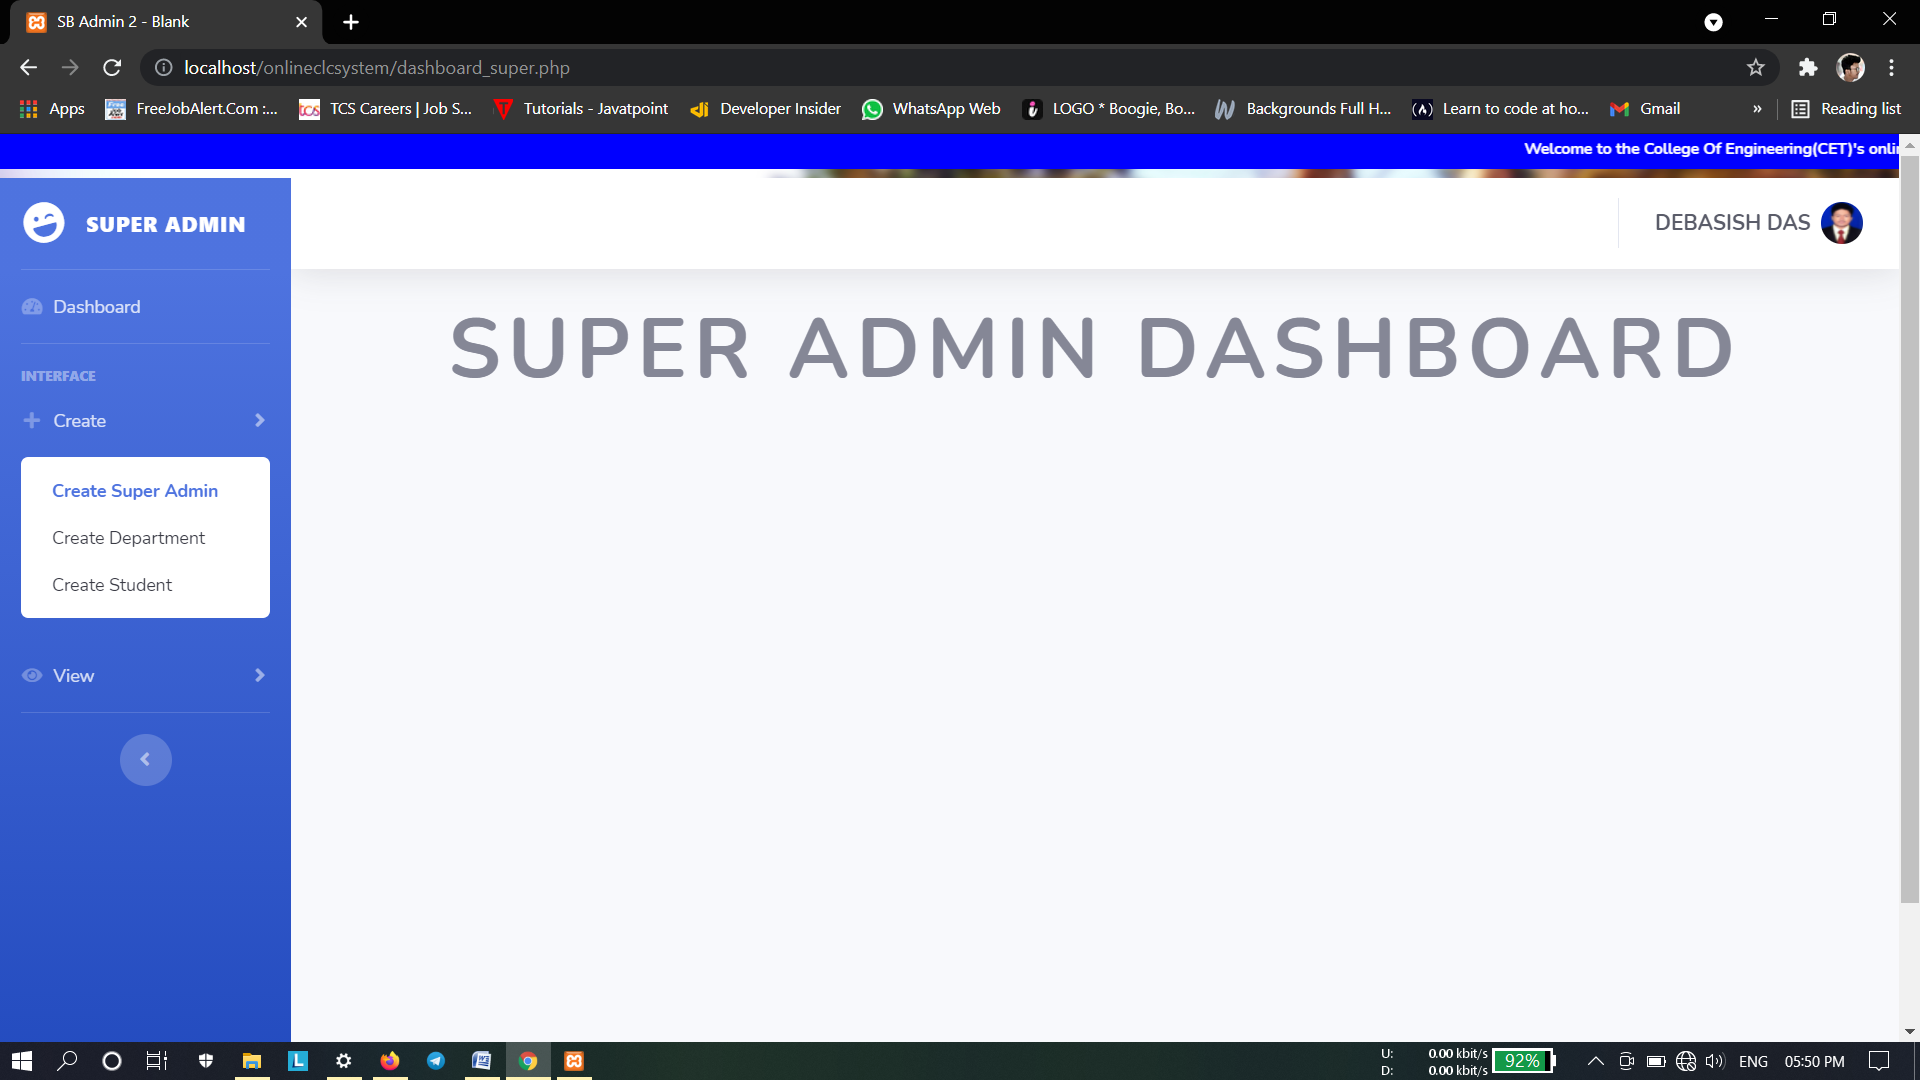 SB Admin 2 - Blank
localhost/onlineclcsystem/dashboard_super.php
Apps FreeJobAlert.Com :... TCS Careers | Job S... Tutorials - Javatpoint Developer Insider WhatsApp Web LOGO * Boogie, Bo... Backgrounds Full H... Learn to code at ho... Gmail » Reading list
Welcome to the College Of Engineering(CET)'s onlin
SUPER ADMIN
DEBASISH DAS
Dashboard
SUPER ADMIN DASHBOARD
INTERFACE
Create
Create Super Admin
Create Department
Create Student
View
U: 0.00 kbit/s
D: 0.00 kbit/s
92%
ENG
05:50 PM